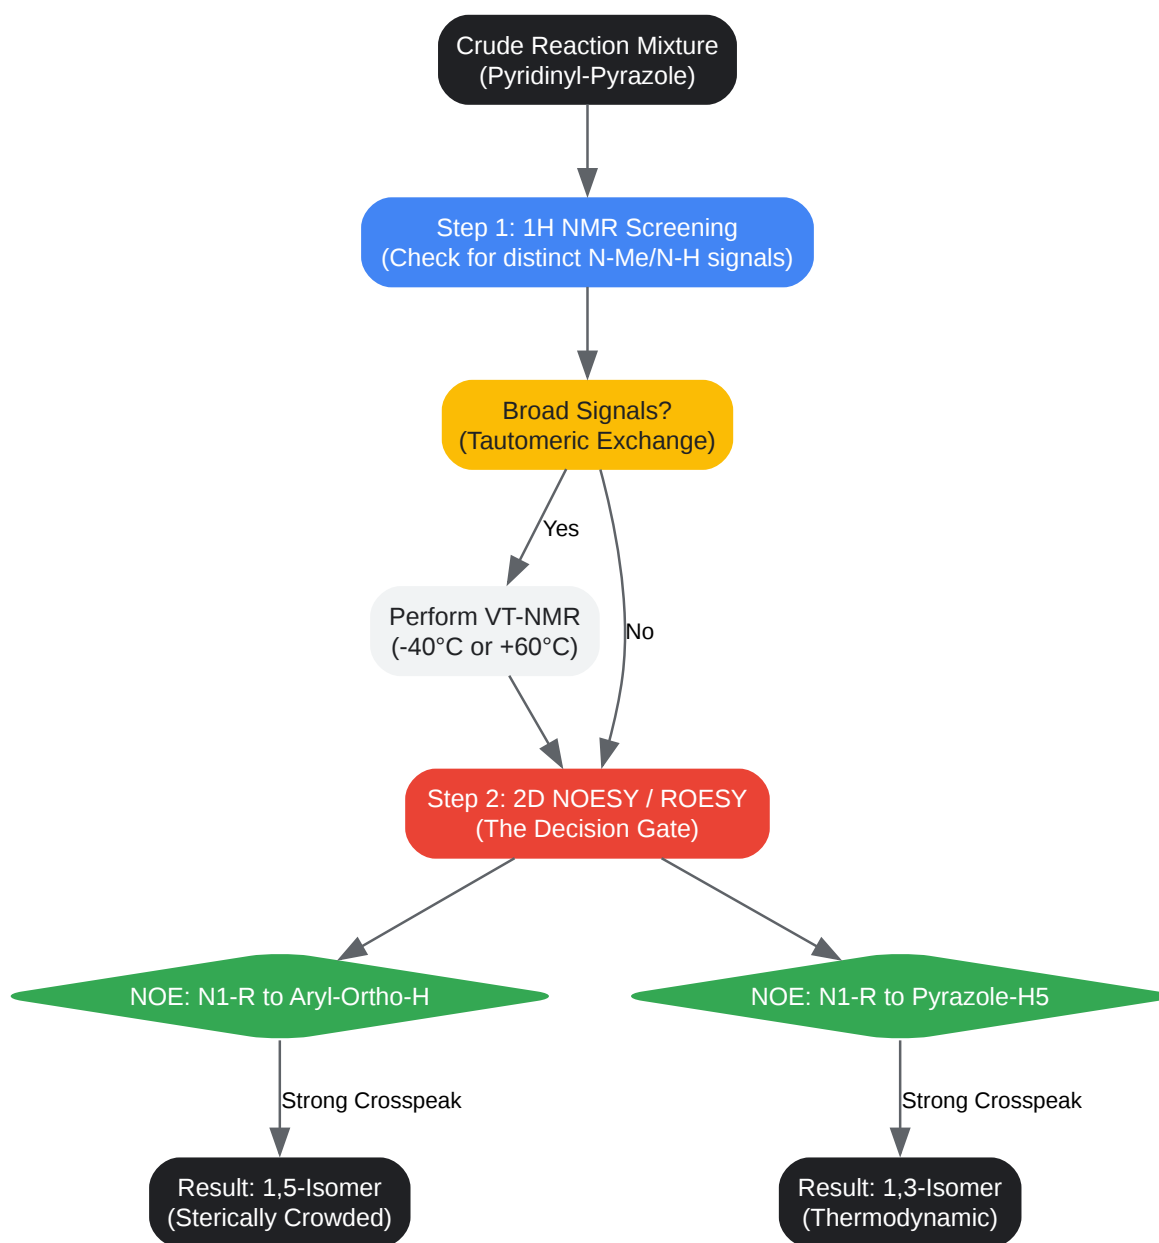 Crude Reaction Mixture
(Pyridinyl-Pyrazole)
Step 1: 1H NMR Screening
(Check for distinct N-Me/N-H signals)
Broad Signals?
(Tautomeric Exchange)
Yes
Perform VT-NMR
(-40°C or +60°C)
No
Step 2: 2D NOESY / ROESY
(The Decision Gate)
NOE: N1-R to Aryl-Ortho-H
NOE: N1-R to Pyrazole-H5
Strong Crosspeak
Strong Crosspeak
Result: 1,5-Isomer
(Sterically Crowded)
Result: 1,3-Isomer
(Thermodynamic)